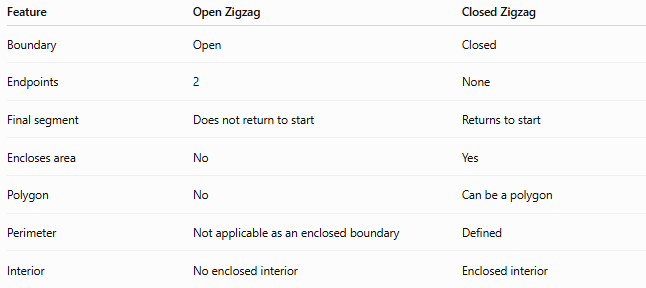 Feature Open Zigzag Closed Zigzag
Boundary Open Closed
Endpoints 2 None
Final segment Does not return to start Returns to start
Encloses area No Yes
Polygon No Can be a polygon
Perimeter Not applicable as an enclosed boundary Defined
Interior No enclosed interior Enclosed interior